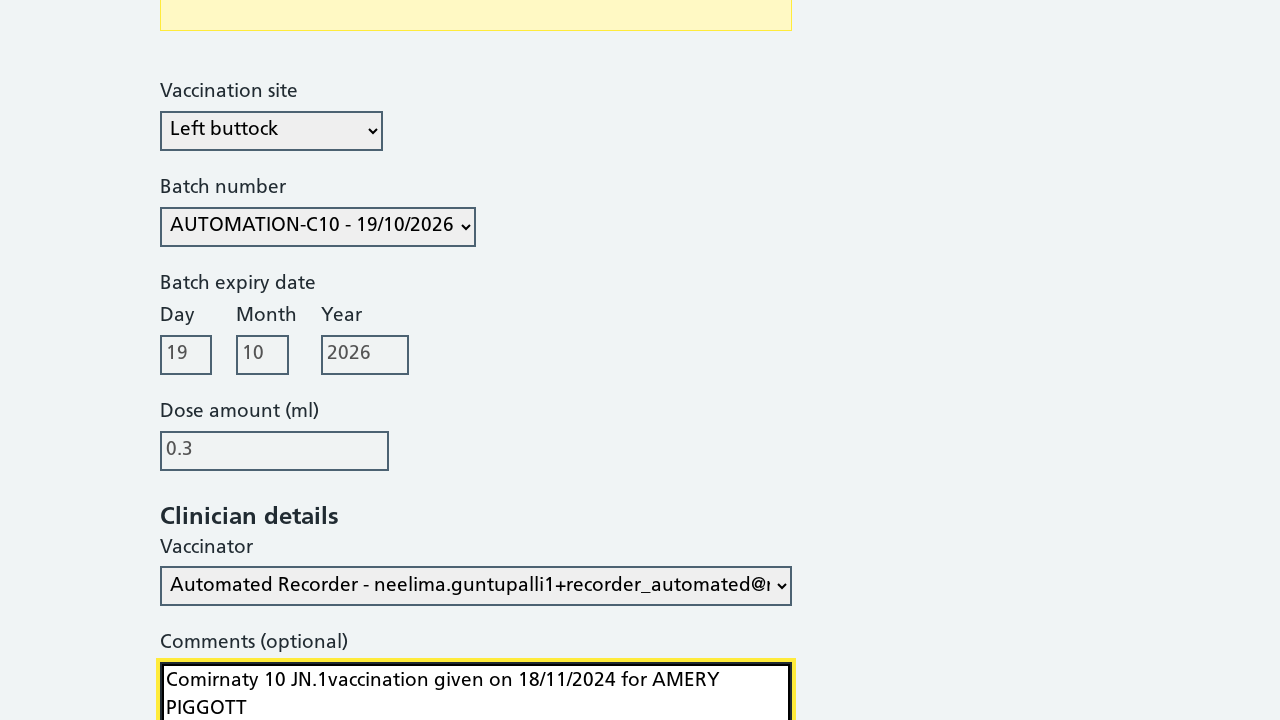 Vaccination site
Left buttock
Batch number
AUTOMATION-C10 - 19/10/2026
Batch expiry date
Day Month Year
19 10 2026
Dose amount (ml)
0.3
Clinician details
Vaccinator
Automated Recorder - neelima.guntupalli1+recorder_automated@
Comments (optional)
Comirnaty 10 JN.1vaccination given on 18/11/2024 for AMERY
PIGGOTT